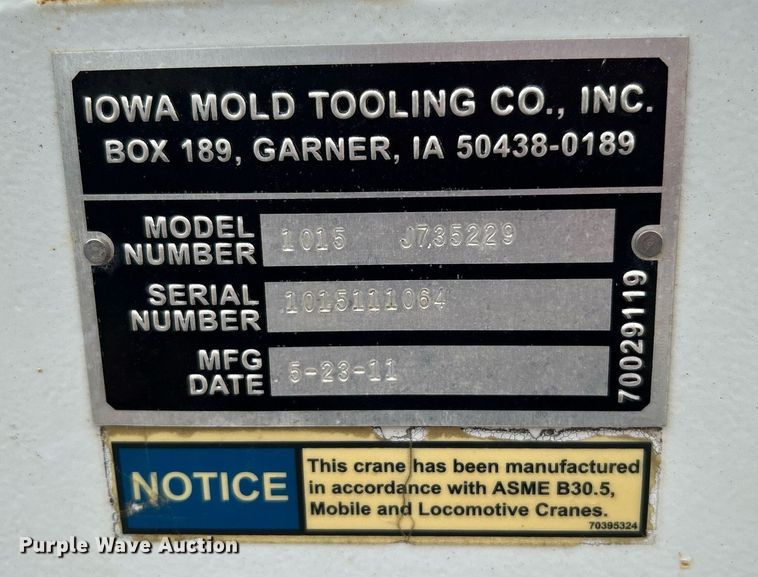 IOWA MOLD TOOLING CO., INC.
BOX 189, GARNER, IA 50438-0189
MODEL NUMBER 1015 J735229
SERIAL NUMBER 1015111064
MFG DATE 5-23-11
70029119
NOTICE
This crane has been manufactured
in accordance with ASME B30.5,
Mobile and Locomotive Cranes.
70395324
Purple Wave Auction